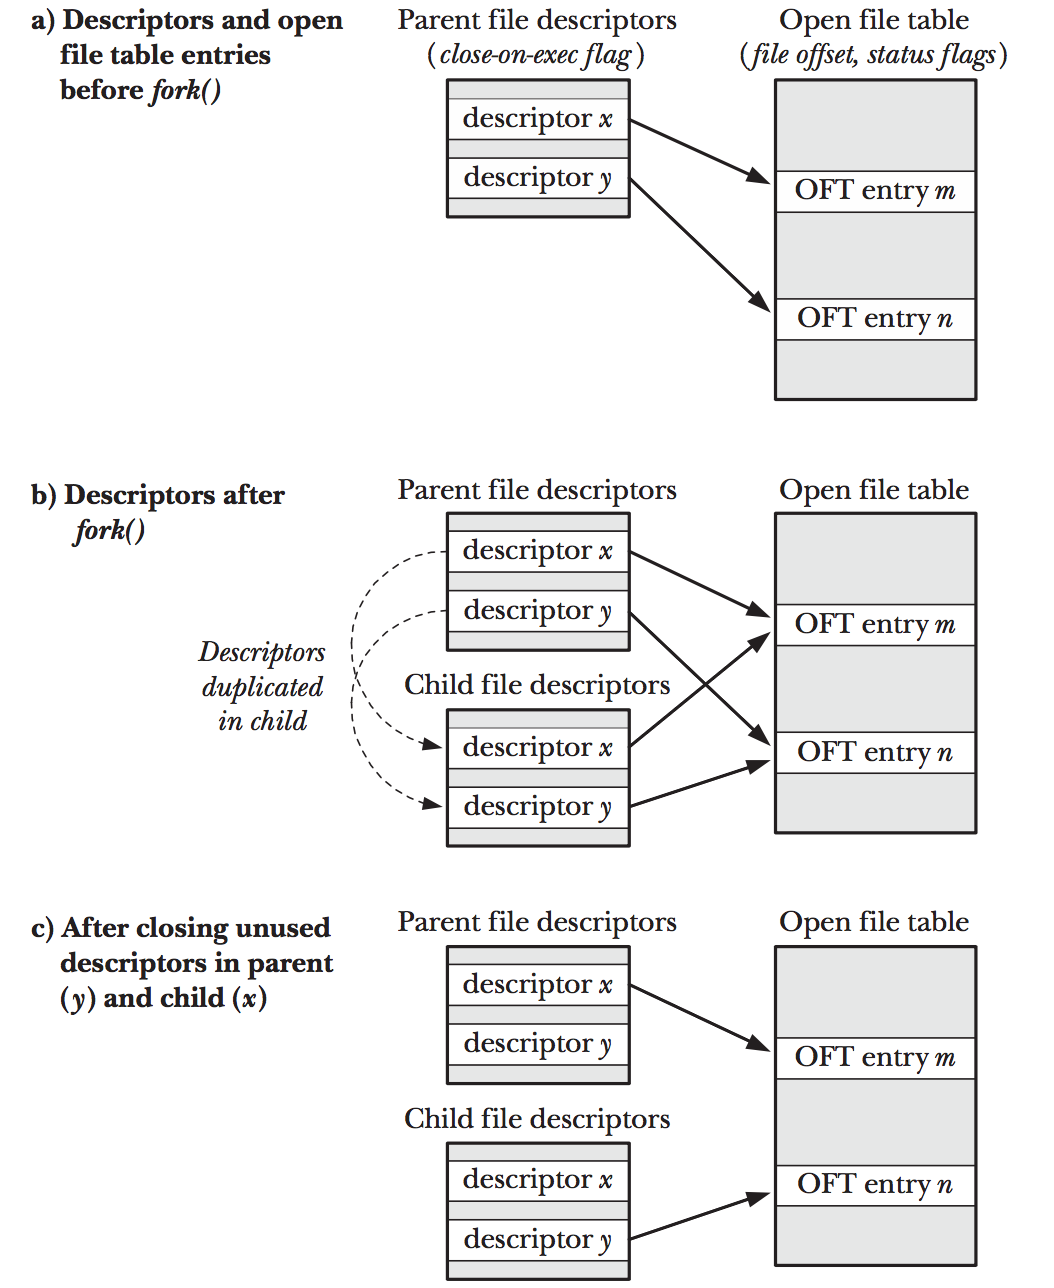 a) Descriptors and open
file table entries
before fork()
Parent file descriptors
(close-on-exec flag)
descriptor x
descriptor y
Open file table
(file offset, status flags)
OFT entry m
OFT entry n
b) Descriptors after
fork()
Parent file descriptors
descriptor x
descriptor y
Descriptors
duplicated
in child
Child file descriptors
descriptor x
descriptor y
Open file table
OFT entry m
OFT entry n
c) After closing unused
descriptors in parent
(y) and child (x)
Parent file descriptors
descriptor x
descriptor y
Child file descriptors
descriptor x
descriptor y
Open file table
OFT entry m
OFT entry n